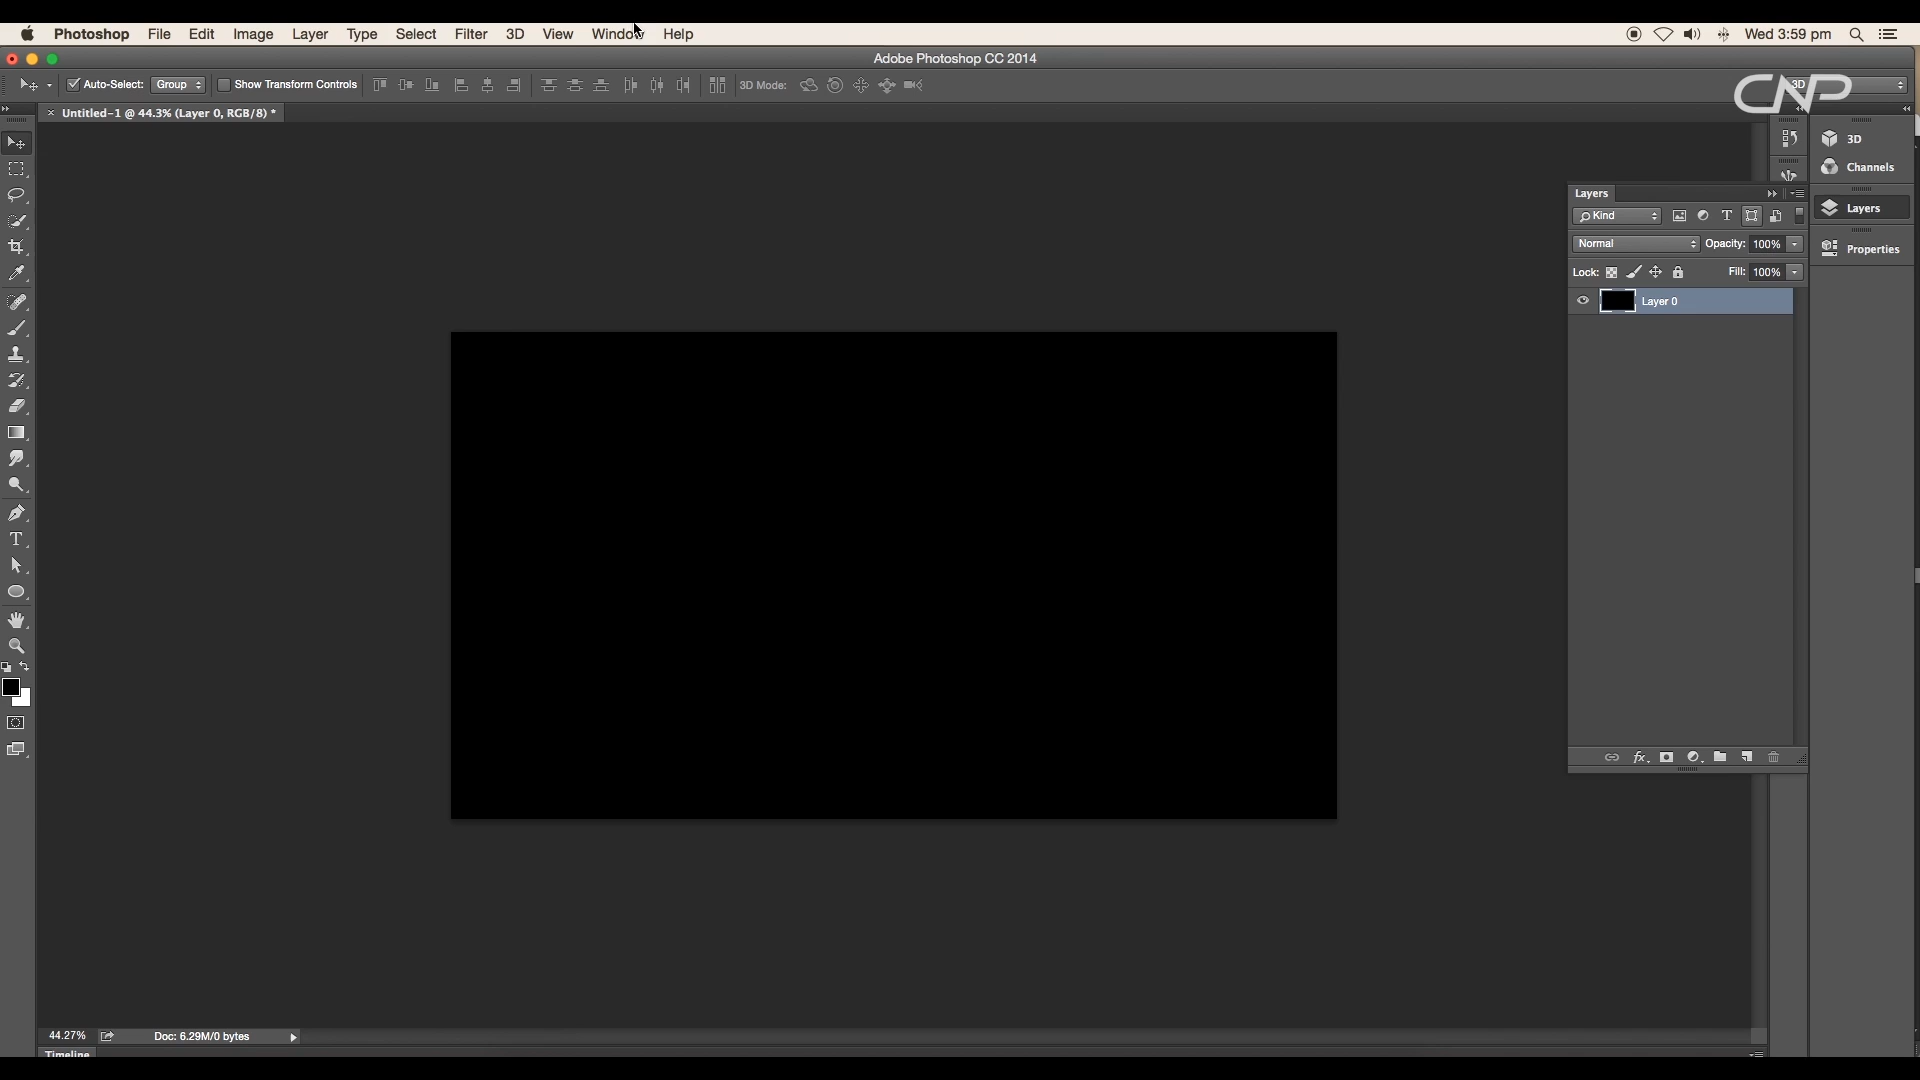 Photoshop File Edit Image Layer Type Select Filter 3D View Window Help Wed 3:59 pm
Adobe Photoshop CC 2014
Auto-Select: Group Show Transform Controls 3D Mode: 3D
CNP
× Untitled-1 @ 44.3% (Layer 0, RGB/8) *
3D
Channels
Layers
Properties
Layers
Kind
Normal Opacity: 100%
Lock: Fill: 100%
Layer 0
fx
44.27% Doc: 6.29M/0 bytes
Timeline